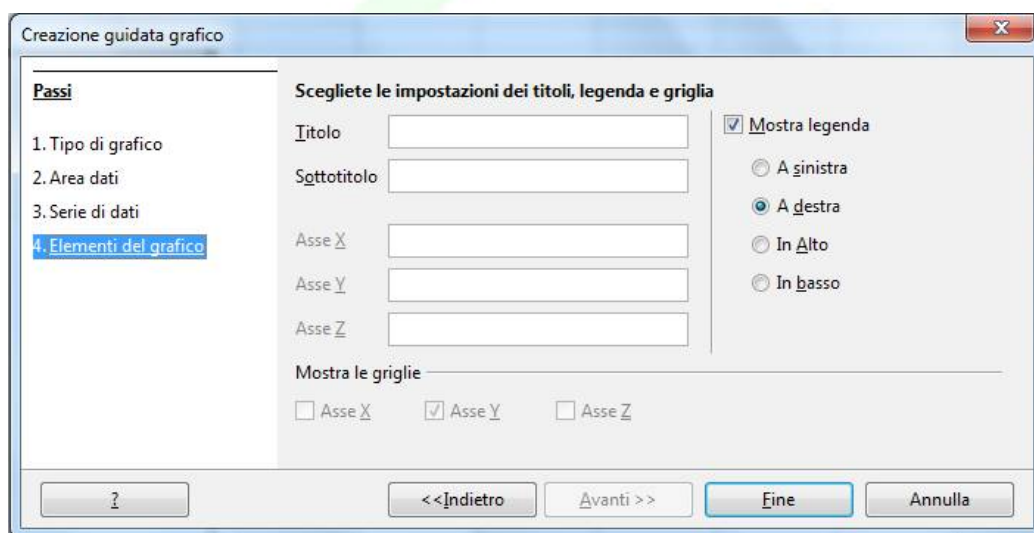 Creazione guidata grafico
Passi
1. Tipo di grafico
2. Area dati
3. Serie di dati
4. Elementi del grafico
Scegliete le impostazioni dei titoli, legenda e griglia
Titolo
Sottotitolo
Asse X
Asse Y
Asse Z
Mostra legenda
A sinistra
A destra
In Alto
In basso
Mostra le griglie
Asse X Asse Y Asse Z
? <<Indietro Avanti >> Fine Annulla